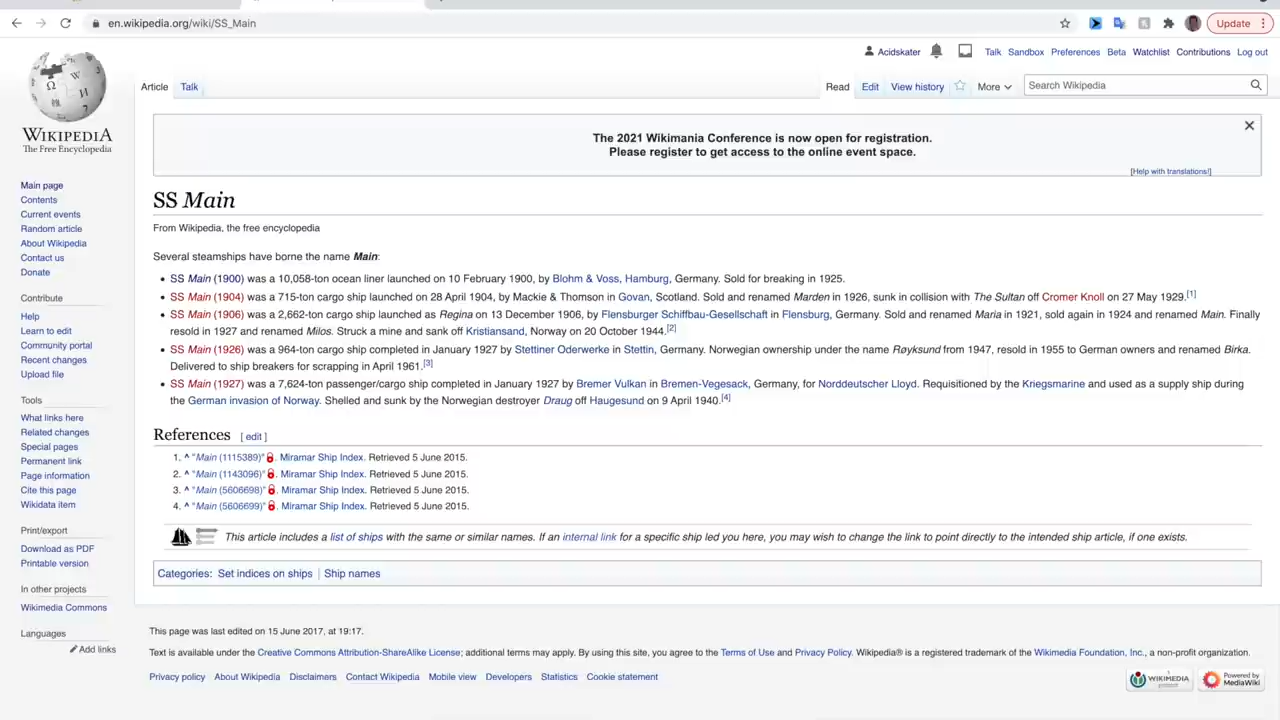 en.wikipedia.org/wiki/SS_Main
Update
Acidskater
Talk
Sandbox
Preferences
Beta
Watchlist
Contributions
Log out
Article
Talk
Read
Edit
View history
More
Search Wikipedia
WIKIPEDIA
The Free Encyclopedia
The 2021 Wikimania Conference is now open for registration.
Please register to get access to the online event space.
[Help with translations!]
Main page
Contents
Current events
Random article
About Wikipedia
Contact us
Donate
Contribute
Help
Learn to edit
Community portal
Recent changes
Upload file
Tools
What links here
Related changes
Special pages
Permanent link
Page information
Cite this page
Wikidata item
Print/export
Download as PDF
Printable version
In other projects
Wikimedia Commons
Languages
Add links
SS Main
From Wikipedia, the free encyclopedia
Several steamships have borne the name Main:
• SS Main (1900) was a 10,058-ton ocean liner launched on 10 February 1900, by Blohm & Voss, Hamburg, Germany. Sold for breaking in 1925.
• SS Main (1904) was a 715-ton cargo ship launched on 28 April 1904, by Mackie & Thomson in Govan, Scotland. Sold and renamed Marden in 1926, sunk in collision with The Sultan off Cromer Knoll on 27 May 1929.[1]
• SS Main (1906) was a 2,662-ton cargo ship launched as Regina on 13 December 1906, by Flensburger Schiffbau-Gesellschaft in Flensburg, Germany. Sold and renamed Maria in 1921, sold again in 1924 and renamed Main. Finally
resold in 1927 and renamed Milos. Struck a mine and sank off Kristiansand, Norway on 20 October 1944.[2]
• SS Main (1926) was a 964-ton cargo ship completed in January 1927 by Stettiner Oderwerke in Stettin, Germany. Norwegian ownership under the name Røyksund from 1947, resold in 1955 to German owners and renamed Birka.
Delivered to ship breakers for scrapping in April 1961.[3]
• SS Main (1927) was a 7,624-ton passenger/cargo ship completed in January 1927 by Bremer Vulkan in Bremen-Vegesack, Germany, for Norddeutscher Lloyd. Requisitioned by the Kriegsmarine and used as a supply ship during
the German invasion of Norway. Shelled and sunk by the Norwegian destroyer Draug off Haugesund on 9 April 1940.[4]
References [ edit ]
1. ^ "Main (1115389)" . Miramar Ship Index. Retrieved 5 June 2015.
2. ^ "Main (1143096)" . Miramar Ship Index. Retrieved 5 June 2015.
3. ^ "Main (5606698)" . Miramar Ship Index. Retrieved 5 June 2015.
4. ^ "Main (5606699)" . Miramar Ship Index. Retrieved 5 June 2015.
This article includes a list of ships with the same or similar names. If an internal link for a specific ship led you here, you may wish to change the link to point directly to the intended ship article, if one exists.
Categories: Set indices on ships | Ship names
This page was last edited on 15 June 2017, at 19:17.
Text is available under the Creative Commons Attribution-ShareAlike License; additional terms may apply. By using this site, you agree to the Terms of Use and Privacy Policy. Wikipedia® is a registered trademark of the Wikimedia Foundation, Inc., a non-profit organization.
Privacy policy
About Wikipedia
Disclaimers
Contact Wikipedia
Mobile view
Developers
Statistics
Cookie statement
WIKIMEDIA
Powered by
MediaWiki